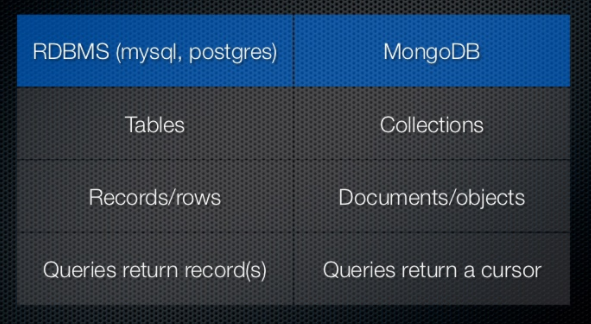 RDBMS (mysql, postgres) MongoDB
Tables Collections
Records/rows Documents/objects
Queries return record(s) Queries return a cursor